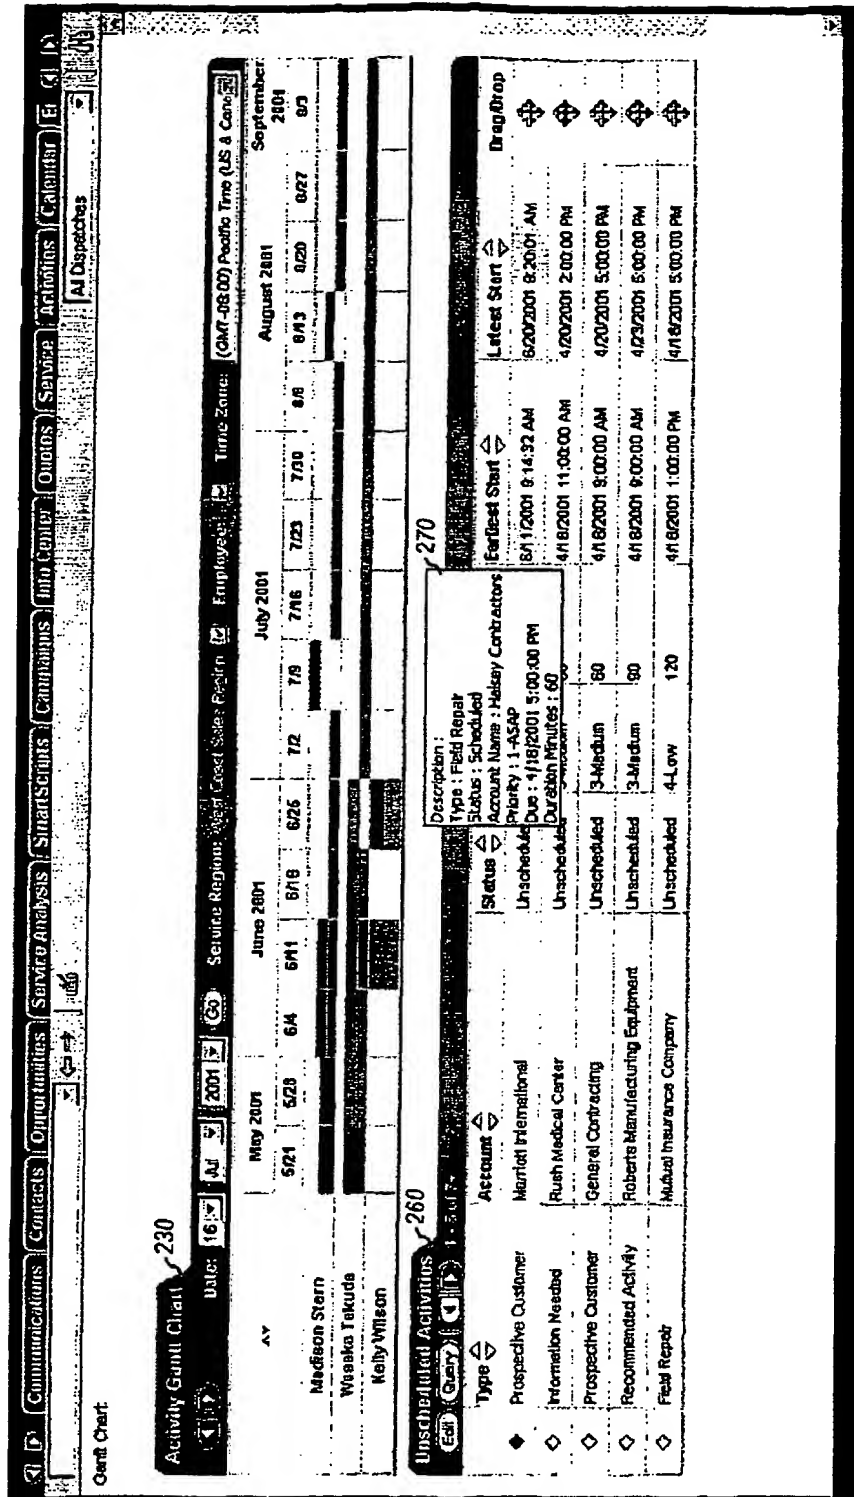 Communications Contacts Opportunities Service Analysis SmartScripts Campaigns Info Center Quotes Service Activities Calendar
All Dispatches
Gantt Chart:
Activity Gantt Chart
230
Date: 16 Jul 2001 Go Service Region: West Coast Sales Region Employee: Time Zone: (GMT-08:00) Pacific Time (US & Cana
May 2001 June 2001 July 2001 August 2001 September 2001
5/21 5/28 6/4 6/11 6/18 6/25 7/2 7/9 7/16 7/23 7/30 8/6 8/13 8/20 8/27 9/3
Madison Stern
Wasaka Takuda
Kelly Wilson
Unscheduled Activities
260
270
Edit Query
Type Account Status Earliest Start Latest Start Drag/Drop
Description :
Type : Field Repair
Status : Scheduled
Account Name : Halsey Contractors
Priority : 1-ASAP
Due : 4/18/2001 5:00:00 PM
Duration Minutes : 60
Prospective Customer Marriott International Unschedule 6/11/2001 9:14:32 AM 6/20/2001 8:20:01 AM
Information Needed Rush Medical Center Unscheduled 4/18/2001 11:00:00 AM 4/20/2001 2:00:00 PM
Prospective Customer General Contracting Unscheduled 3-Medium 60 4/18/2001 9:00:00 AM 4/20/2001 5:00:00 PM
Recommended Activity Roberts Manufacturing Equipment Unscheduled 3-Medium 90 4/18/2001 9:00:00 AM 4/23/2001 5:00:00 PM
Field Repair Mutual Insurance Company Unscheduled 4-Low 120 4/18/2001 1:00:00 PM 4/18/2001 5:00:00 PM